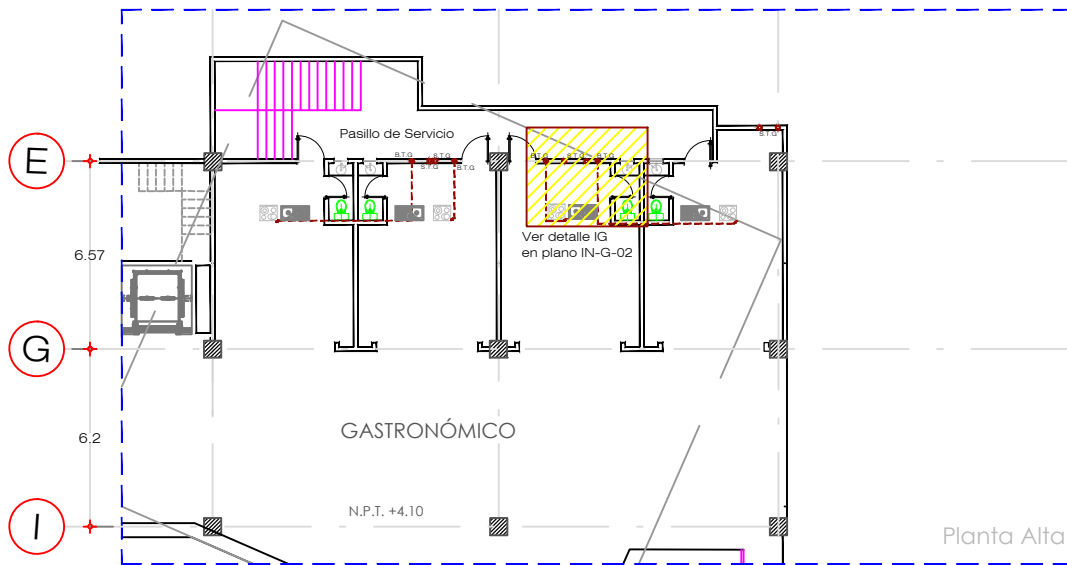 Pasillo de Servicio
B.T.G
B.T.G
B.T.G
B.T.G
B.T.G
B.T.G
B.T.G
B.T.G
E
6.57
Ver detalle IG
en plano IN-G-02
G
6.2
GASTRONÓMICO
N.P.T. +4.10
I
Planta Alta